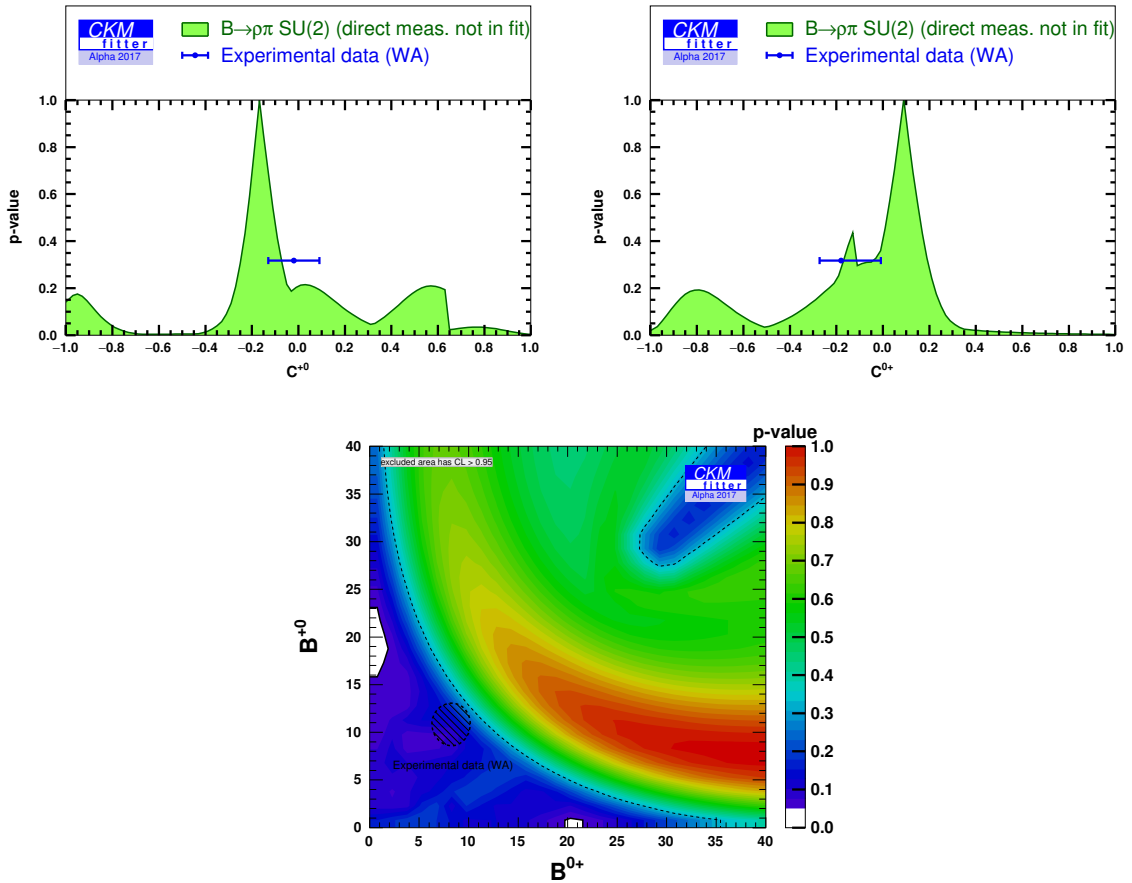 CKM
fitter
Alpha 2017
B→ρπ SU(2) (direct meas. not in fit)
Experimental data (WA)
p-value
1.0
0.8
0.6
0.4
0.2
0.0
−1.0 −0.8 −0.6 −0.4 −0.2 0.0 0.2 0.4 0.6 0.8 1.0
C+0
CKM
fitter
Alpha 2017
B→ρπ SU(2) (direct meas. not in fit)
Experimental data (WA)
p-value
1.0
0.8
0.6
0.4
0.2
0.0
−1.0 −0.8 −0.6 −0.4 −0.2 0.0 0.2 0.4 0.6 0.8 1.0
C0+
p-value
excluded area has CL > 0.95
CKM
fitter
Alpha 2017
B+0
40
35
30
25
20
15
10
5
0
Experimental data (WA)
0 5 10 15 20 25 30 35 40
B0+
1.0
0.9
0.8
0.7
0.6
0.5
0.4
0.3
0.2
0.1
0.0